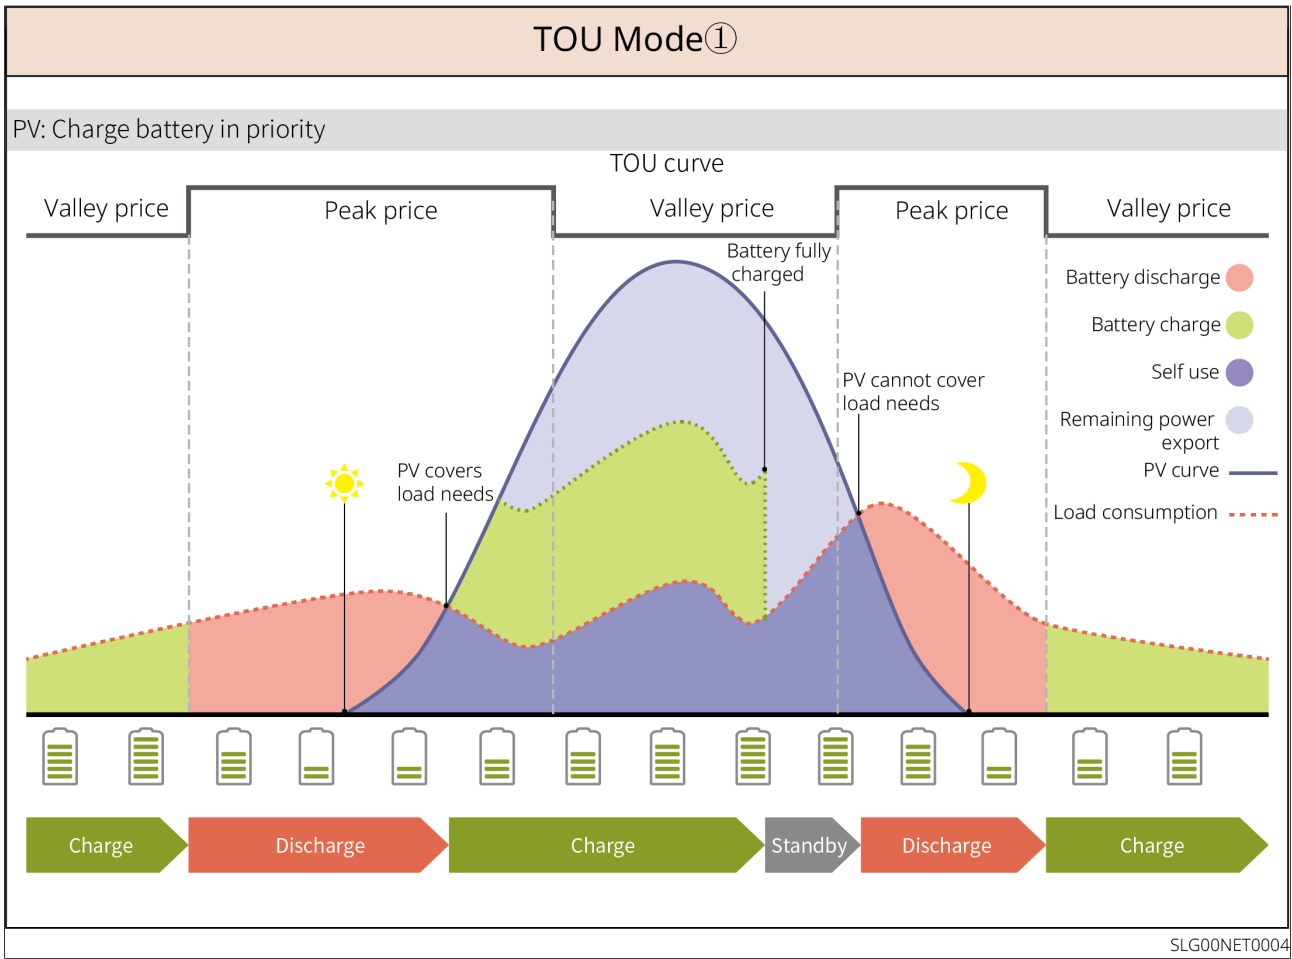 TOU Mode①
PV: Charge battery in priority
TOU curve
Valley price
Peak price
Valley price
Peak price
Valley price
Battery fully
charged
Battery discharge
Battery charge
Self use
Remaining power
export
PV curve
Load consumption
PV cannot cover
load needs
PV covers
load needs
Charge
Discharge
Charge
Standby
Discharge
Charge
SLG00NET0004